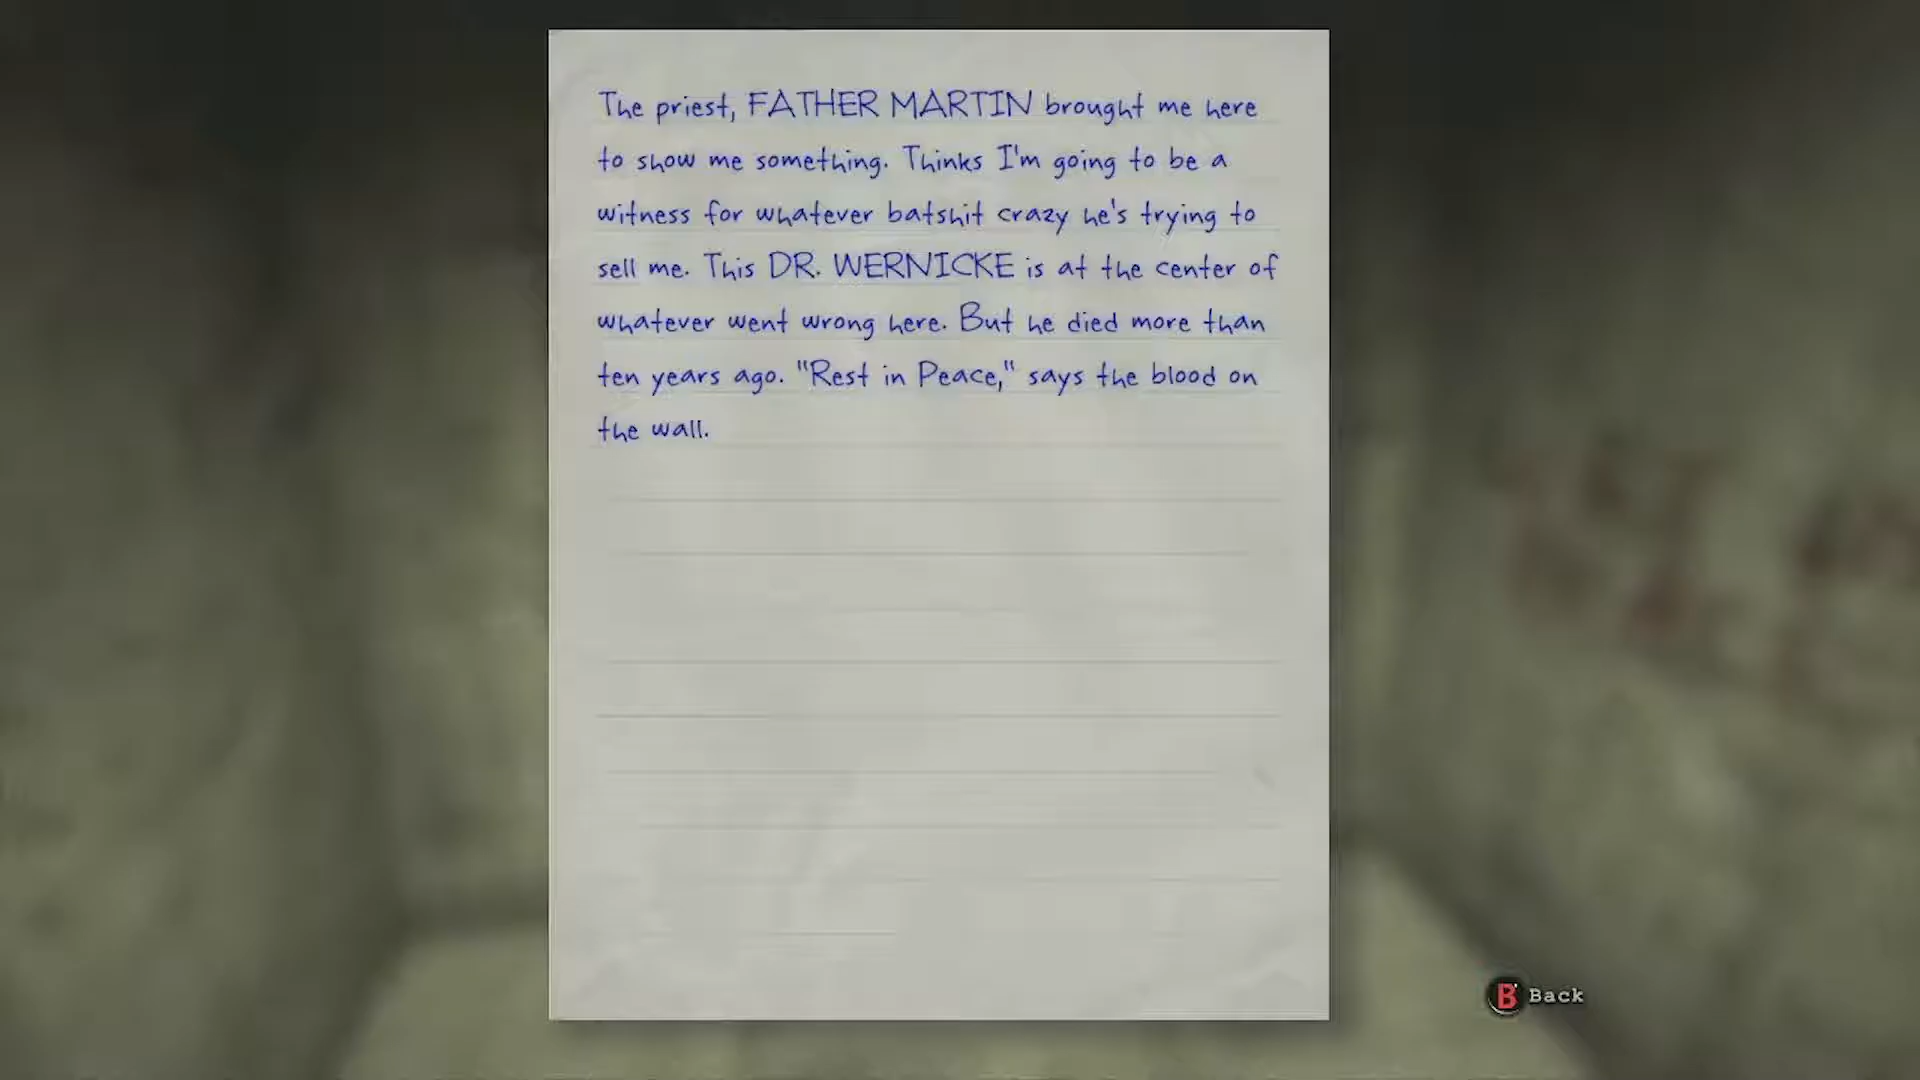 The priest, FATHER MARTIN brought me here
to show me something. Thinks I'm going to be a
witness for whatever batshit crazy he's trying to
sell me. This DR. WERNICKE is at the center of
whatever went wrong here. But he died more than
ten years ago. "Rest in Peace," says the blood on
the wall.
B Back